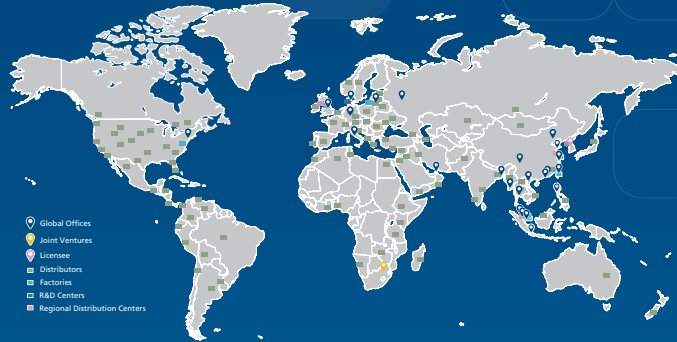 Global Offices
Joint Ventures
Licensee
Distributors
Factories
R&D Centers
Regional Distribution Centers